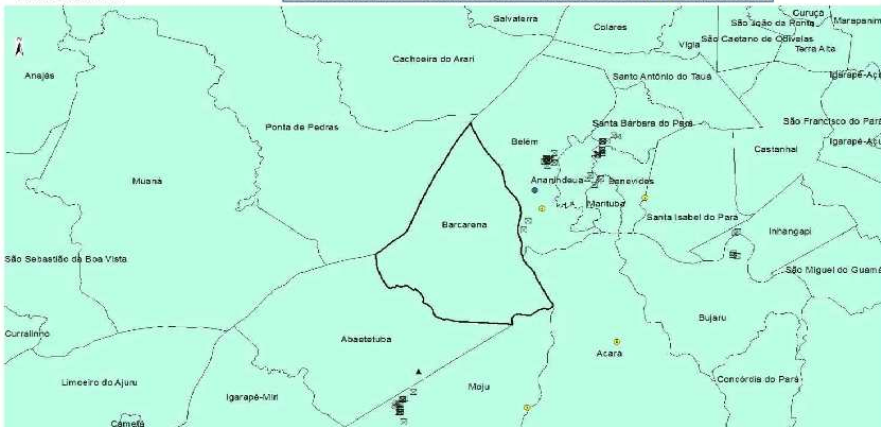 Salvaterra
Colares
Curuçá
São João da Ponta
Marapanim
Vigia
São Caetano de Odivelas
Terra Alta
Cachoeira do Arari
Anajás
Santo Antônio do Tauá
Igarapé-Açu
Ponta de Pedras
Santa Bárbara do Pará
São Francisco do Pará
Belém
Igarapé-Açu
Castanhal
Muaná
Ananindeua
Benevides
Marituba
Barcarena
Santa Isabel do Pará
Inhangapi
São Sebastião da Boa Vista
São Miguel do Guamá
Bujaru
Curralinho
Abaetetuba
Acará
Limoeiro do Ajuru
Moju
Concórdia do Pará
Igarapé-Miri
Cametá